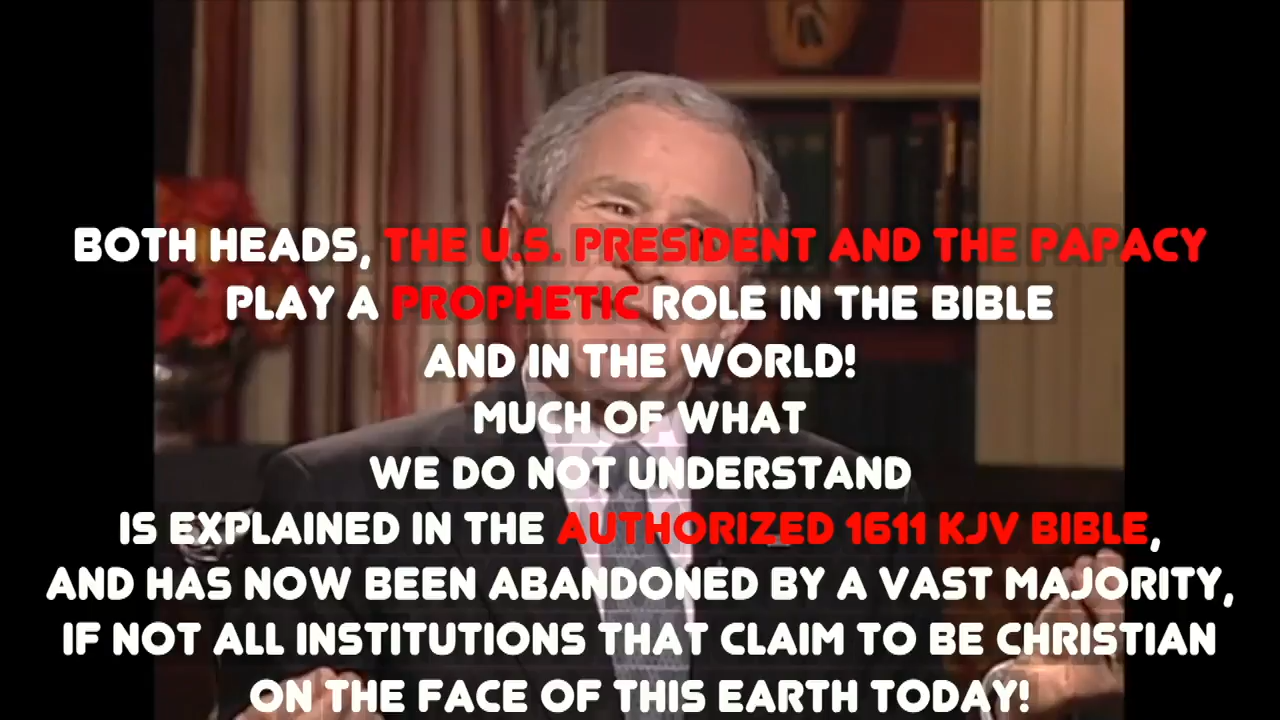 BOTH HEADS, THE U.S. PRESIDENT AND THE PAPACY
PLAY A PROPHETIC ROLE IN THE BIBLE
AND IN THE WORLD!
MUCH OF WHAT
WE DO NOT UNDERSTAND
IS EXPLAINED IN THE AUTHORIZED 1611 KJV BIBLE,
AND HAS NOW BEEN ABANDONED BY A VAST MAJORITY,
IF NOT ALL INSTITUTIONS THAT CLAIM TO BE CHRISTIAN
ON THE FACE OF THIS EARTH TODAY!